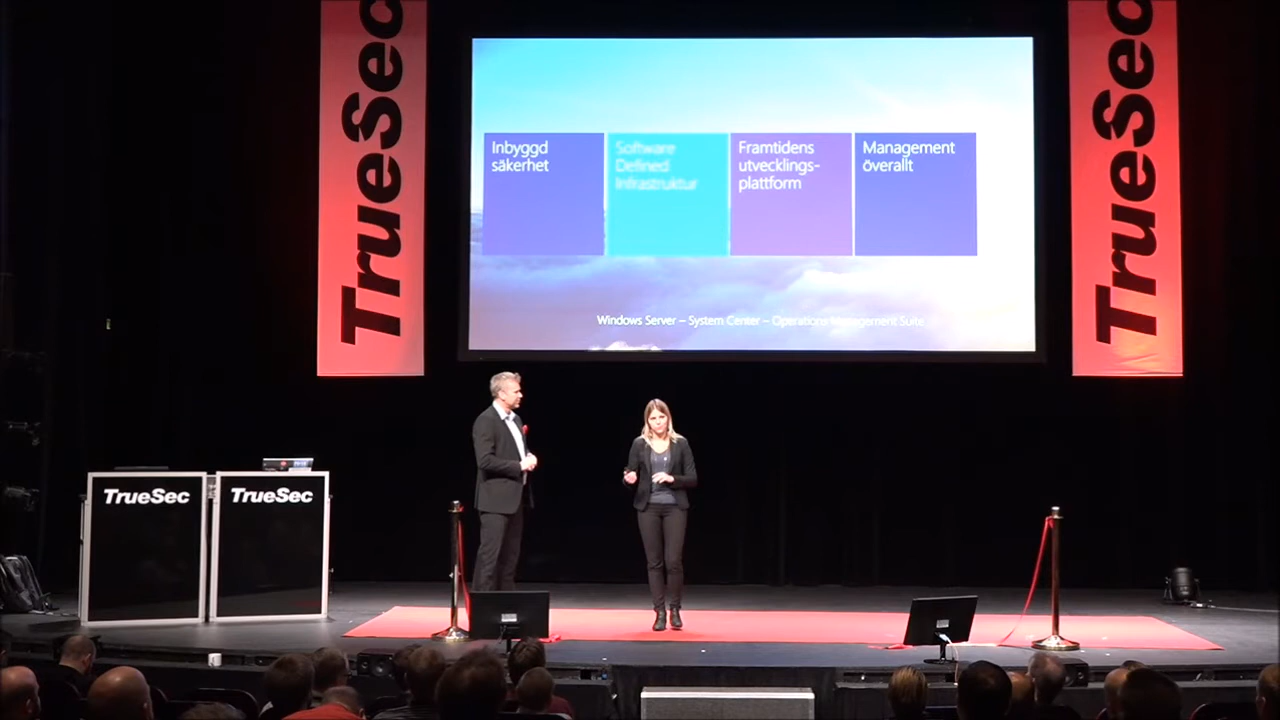 TrueSec
Inbyggd
säkerhet
Software
Defined
Infrastruktur
Framtidens
utvecklings-
plattform
Management
överallt
Windows Server – System Center – Operations Management Suite
TrueSec
TrueSec
TrueSec